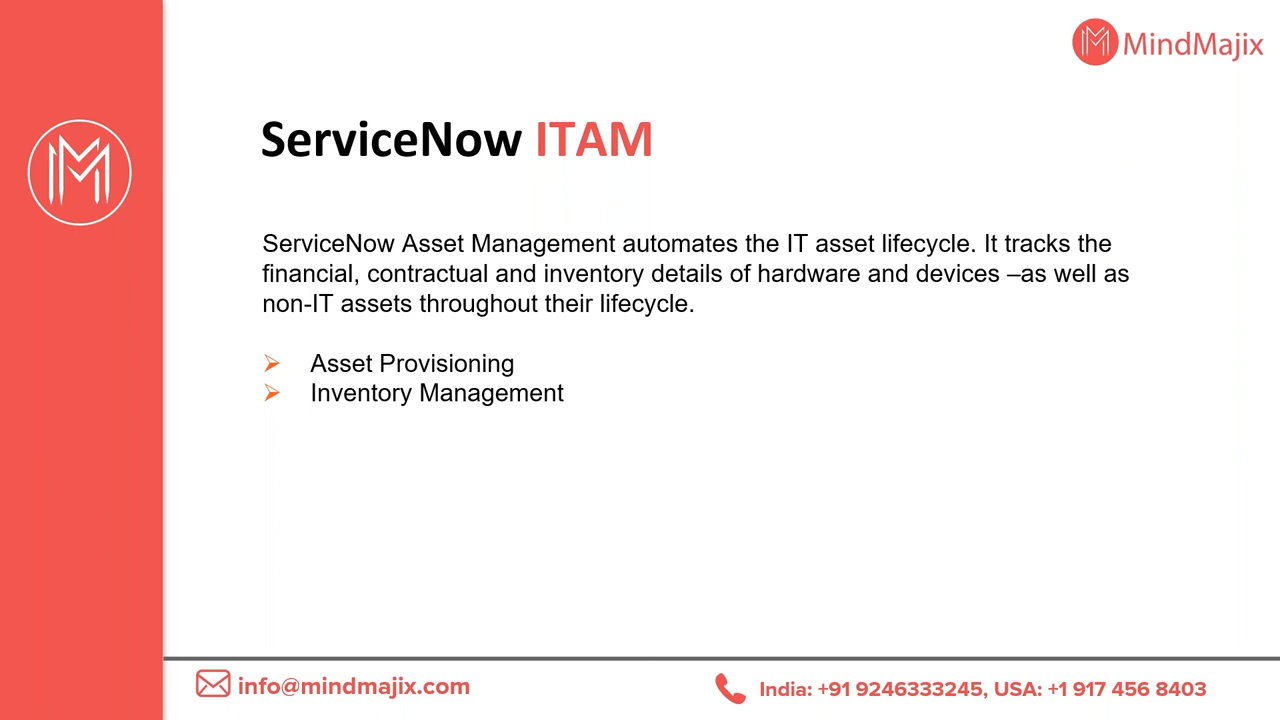 MindMajix
ServiceNow ITAM
ServiceNow Asset Management automates the IT asset lifecycle. It tracks the
financial, contractual and inventory details of hardware and devices –as well as
non-IT assets throughout their lifecycle.
Asset Provisioning
Inventory Management
info@mindmajix.com
India: +91 9246333245, USA: +1 917 456 8403